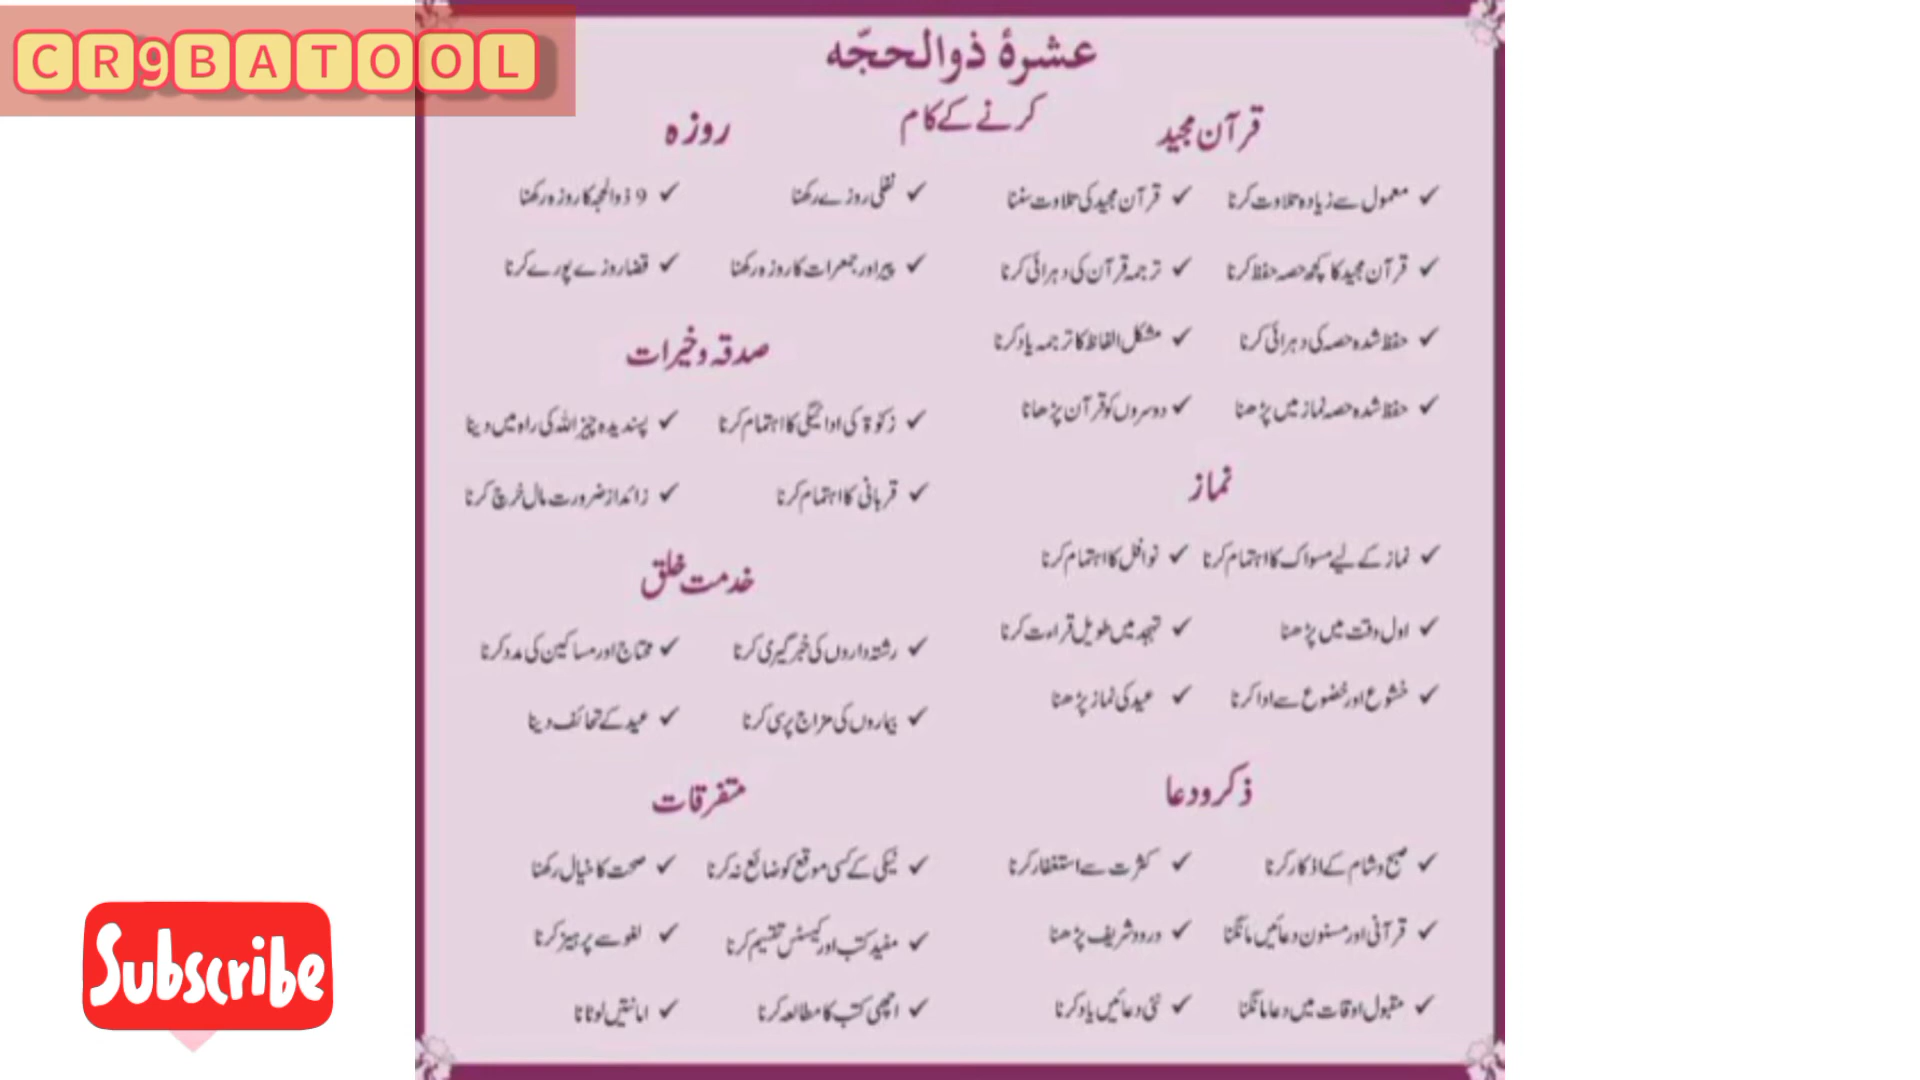 CR9BATOOL
عشرۂ ذوالحجّہ
کرنے کے کام
قرآن مجید
✓ معمول سے زیادہ تلاوت کرنا
✓ قرآن مجید کی تلاوت سننا
✓ قرآن مجید کا کچھ حصہ حفظ کرنا
✓ ترجمہ قرآن کی دہرائی کرنا
✓ حفظ شدہ حصہ کی دہرائی کرنا
✓ مشکل الفاظ کا ترجمہ یاد کرنا
✓ حفظ شدہ حصہ نماز میں پڑھنا
✓ دوسروں کو قرآن پڑھانا
نماز
✓ نماز کے لیے مسواک کا اہتمام کرنا
✓ نوافل کا اہتمام کرنا
✓ اول وقت میں پڑھنا
✓ تہجد میں طویل قراءت کرنا
✓ خشوع اور خضوع سے ادا کرنا
✓ عید کی نماز پڑھنا
ذکر و دعا
✓ صبح و شام کے اذکار کرنا
✓ کثرت سے استغفار کرنا
✓ قرآنی اور مسنون دعائیں مانگنا
✓ درود شریف پڑھنا
✓ مقبول اوقات میں دعا مانگنا
✓ نئی دعائیں یاد کرنا
روزہ
✓ نفلی روزے رکھنا
✓ 9 ذوالحجہ کا روزہ رکھنا
✓ پیر اور جمعرات کا روزہ رکھنا
✓ قضا روزے پورے کرنا
صدقہ و خیرات
✓ زکوٰۃ کی ادائیگی کا اہتمام کرنا
✓ پسندیدہ چیز اللہ کی راہ میں دینا
✓ قربانی کا اہتمام کرنا
✓ زائد از ضرورت مال خرچ کرنا
خدمت خلق
✓ رشتہ داروں کی خبر گیری کرنا
✓ محتاج اور مساکین کی مدد کرنا
✓ بیماروں کی مزاج پرسی کرنا
✓ عید کے تحائف دینا
متفرقات
✓ نیکی کے کسی موقع کو ضائع نہ کرنا
✓ صحت کا خیال رکھنا
✓ مفید کتب اور کیسٹس تقسیم کرنا
✓ لغو سے پرہیز کرنا
✓ اچھی کتب کا مطالعہ کرنا
✓ امانتیں لوٹانا
Subscribe